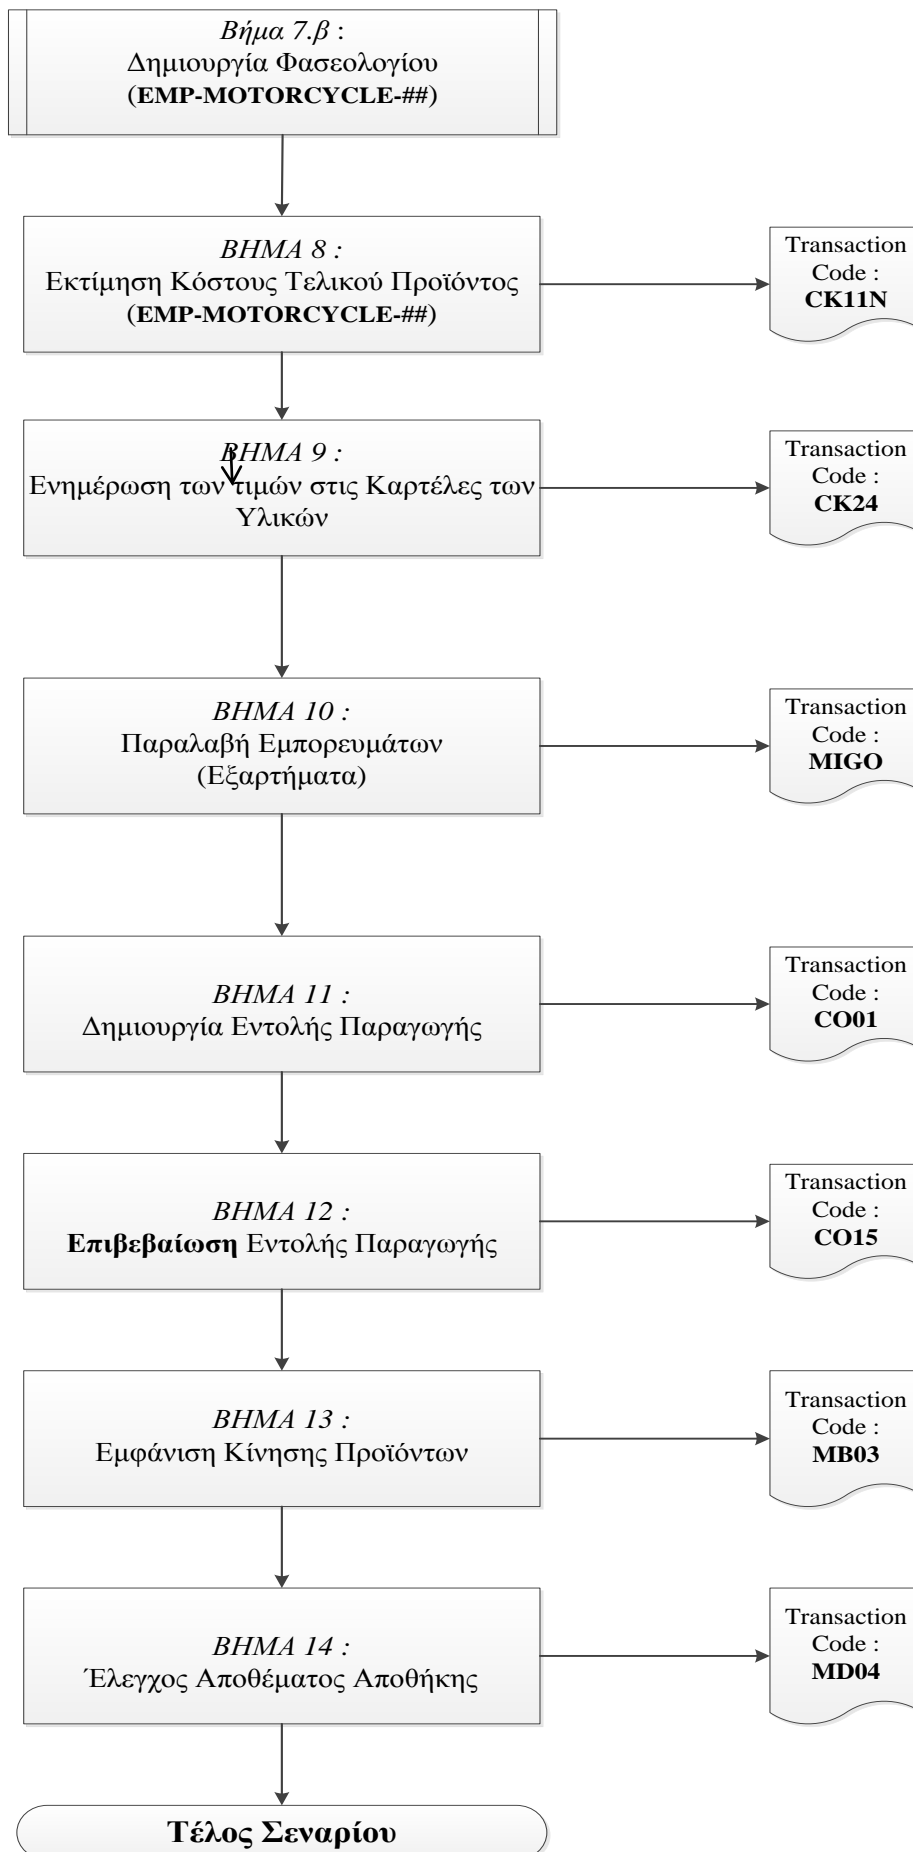 Βήμα 7.β :
Δημιουργία Φασεολογίου
(EMP-MOTORCYCLE-##)
ΒΗΜΑ 8 :
Εκτίμηση Κόστους Τελικού Προϊόντος
(EMP-MOTORCYCLE-##)
Transaction
Code :
CK11N
ΒΗΜΑ 9 :
Ενημέρωση των τιμών στις Καρτέλες των
Υλικών
Transaction
Code :
CK24
ΒΗΜΑ 10 :
Παραλαβή Εμπορευμάτων
(Εξαρτήματα)
Transaction
Code :
MIGO
ΒΗΜΑ 11 :
Δημιουργία Εντολής Παραγωγής
Transaction
Code :
CO01
ΒΗΜΑ 12 :
Επιβεβαίωση Εντολής Παραγωγής
Transaction
Code :
CO15
ΒΗΜΑ 13 :
Εμφάνιση Κίνησης Προϊόντων
Transaction
Code :
MB03
ΒΗΜΑ 14 :
Έλεγχος Αποθέματος Αποθήκης
Transaction
Code :
MD04
Τέλος Σεναρίου